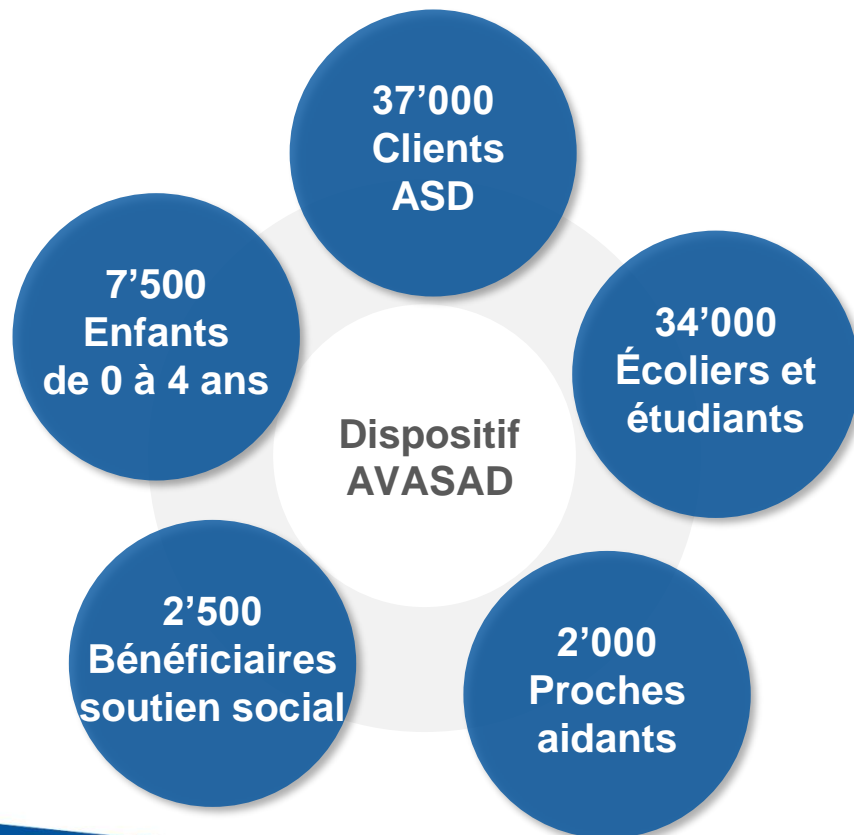 37’000
Clients
ASD
34’000
Écoliers et
étudiants
2’000
Proches
aidants
2’500
Bénéficiaires
soutien social
7’500
Enfants
de 0 à 4 ans
Dispositif
AVASAD